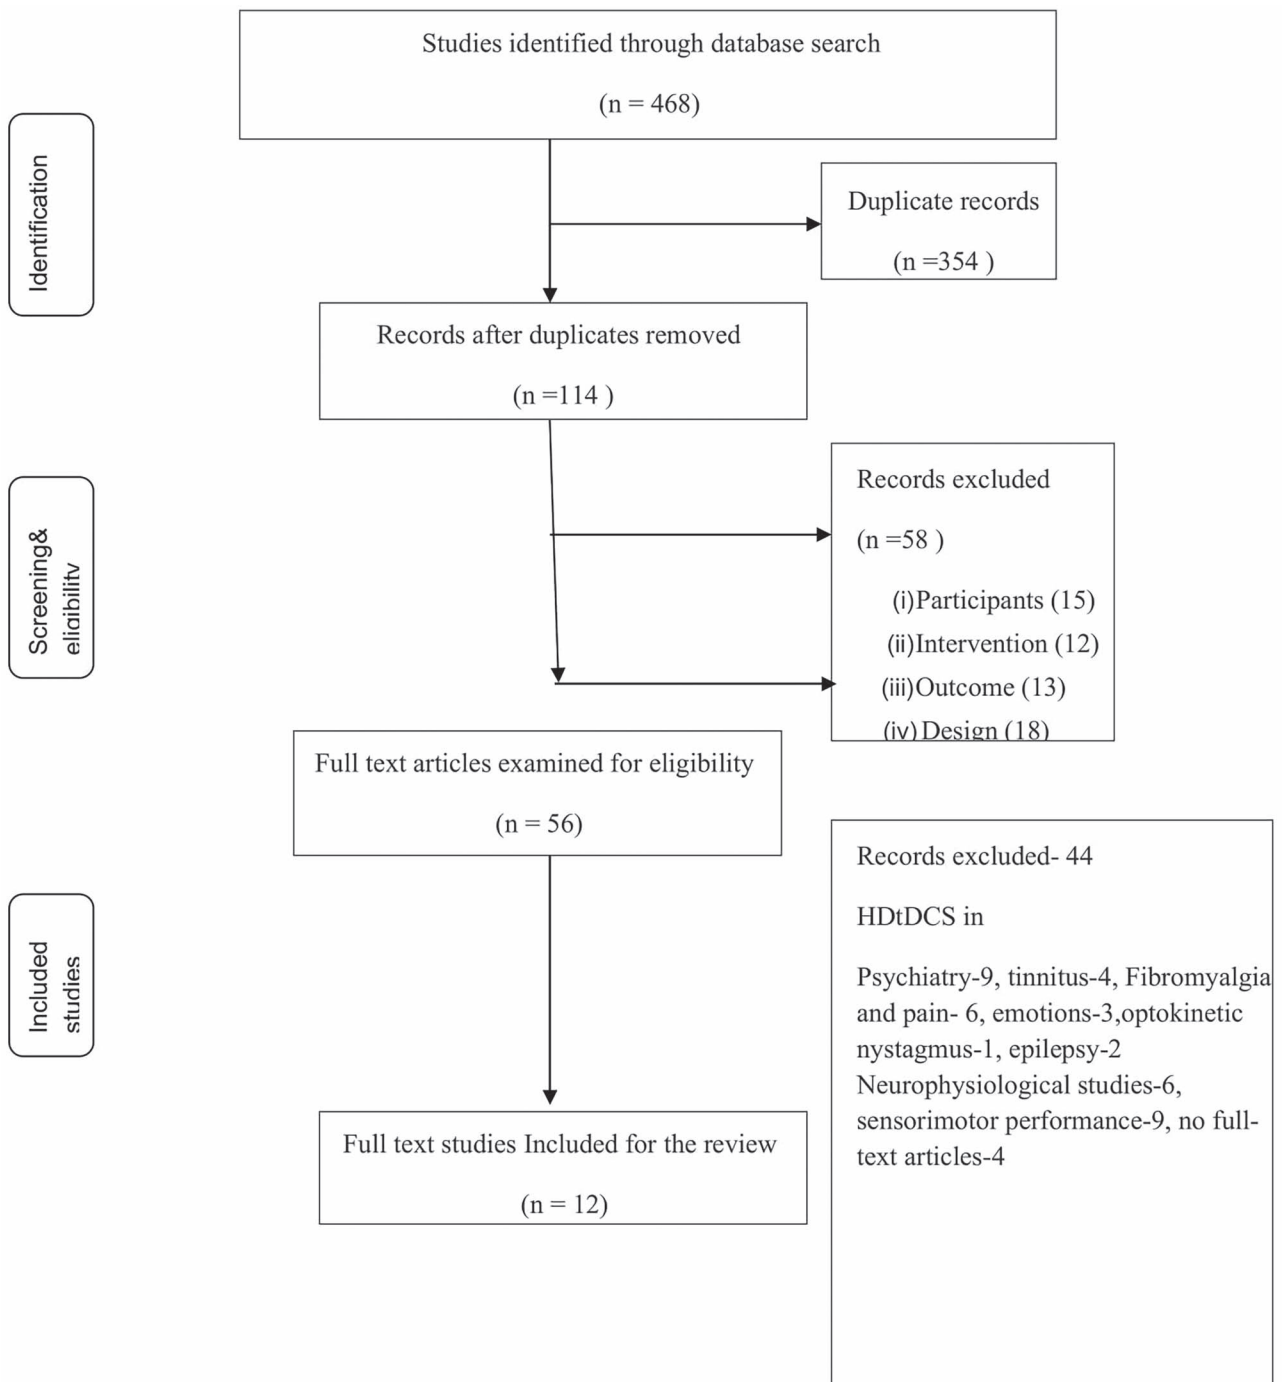 Studies identified through database search
(n = 468)
Identification
Duplicate records
(n =354 )
Records after duplicates removed
(n =114 )
Screening&
eligibility
Records excluded
(n =58 )
(i)Participants (15)
(ii)Intervention (12)
(iii)Outcome (13)
(iv)Design (18)
Full text articles examined for eligibility
(n = 56)
Records excluded- 44
HDtDCS in
Psychiatry-9, tinnitus-4, Fibromyalgia
and pain- 6, emotions-3,optokinetic
nystagmus-1, epilepsy-2
Neurophysiological studies-6,
sensorimotor performance-9, no full-
text articles-4
Included
studies
Full text studies Included for the review
(n = 12)